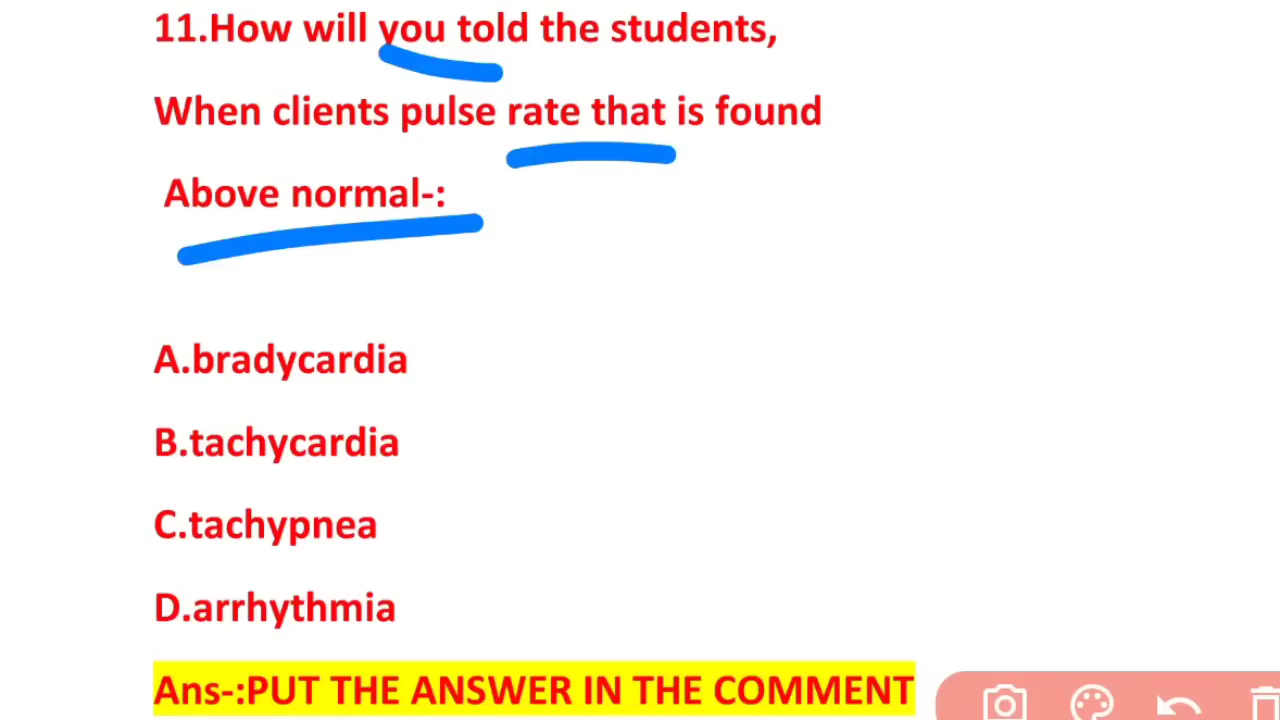 11.How will you told the students,
When clients pulse rate that is found
Above normal-:
A.bradycardia
B.tachycardia
C.tachypnea
D.arrhythmia
Ans-:PUT THE ANSWER IN THE COMMENT